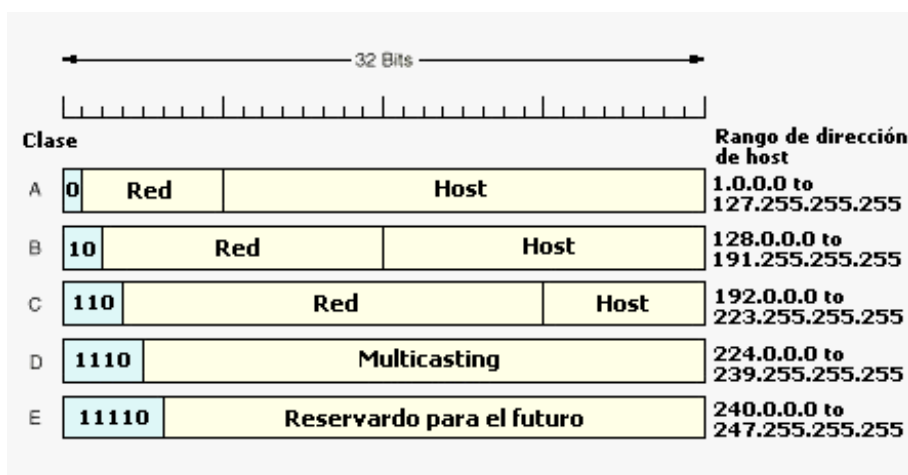 32 Bits
Clase
Rango de dirección
de host
A 0 Red Host 1.0.0.0 to
127.255.255.255
B 10 Red Host 128.0.0.0 to
191.255.255.255
C 110 Red Host 192.0.0.0 to
223.255.255.255
D 1110 Multicasting 224.0.0.0 to
239.255.255.255
E 11110 Reservardo para el futuro 240.0.0.0 to
247.255.255.255